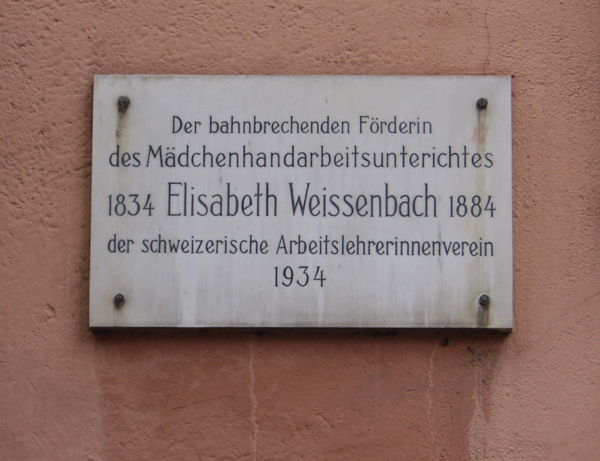 Der bahnbrechenden Förderin
des Mädchenhandarbeitsunterichtes
1834 Elisabeth Weissenbach 1884
der schweizerische Arbeitslehrerinnenverein
1934